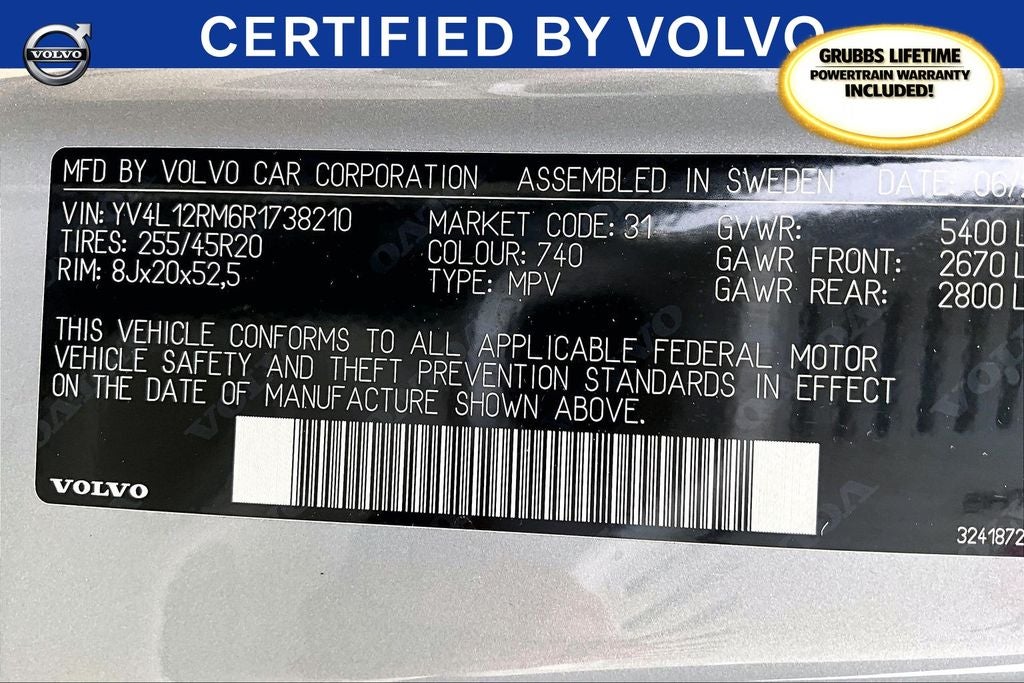 CERTIFIED BY VOLVO
VOLVO
GRUBBS LIFETIME
POWERTRAIN WARRANTY
INCLUDED!
MFD BY VOLVO CAR CORPORATION ASSEMBLED IN SWEDEN DATE: 06/
VIN: YV4L12RM6R1738210 MARKET CODE: 31 GVWR: 5400 L
TIRES: 255/45R20 COLOUR: 740 GAWR FRONT: 2670 L
RIM: 8Jx20x52,5 TYPE: MPV GAWR REAR: 2800 L
THIS VEHICLE CONFORMS TO ALL APPLICABLE FEDERAL MOTOR
VEHICLE SAFETY AND THEFT PREVENTION STANDARDS IN EFFECT
ON THE DATE OF MANUFACTURE SHOWN ABOVE.
VOLVO
3241872